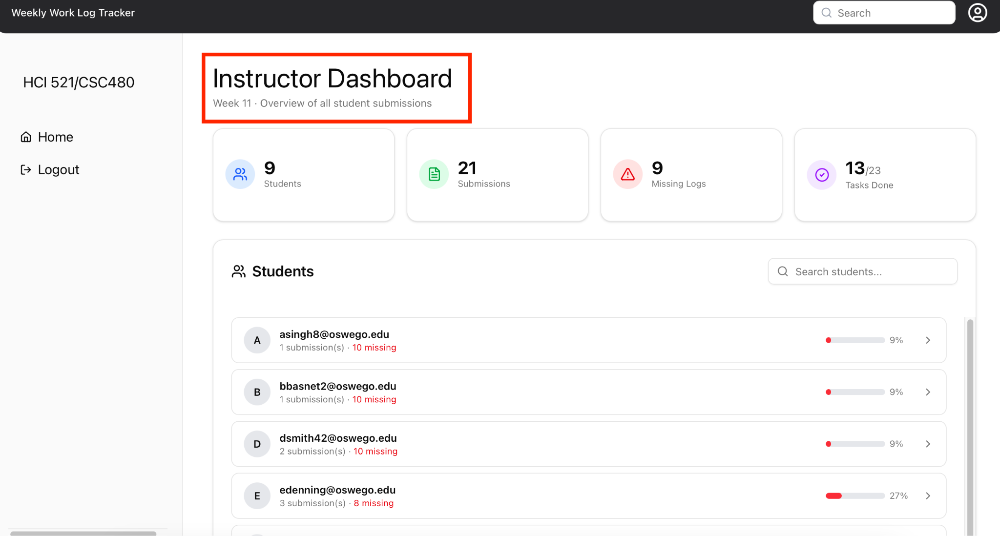 Weekly Work Log Tracker
Search
HCI 521/CSC480
Home
Logout
Instructor Dashboard
Week 11 · Overview of all student submissions
9
Students
21
Submissions
9
Missing Logs
13/23
Tasks Done
Students
Search students...
A
asingh8@oswego.edu
1 submission(s) · 10 missing
9%
B
bbasnet2@oswego.edu
1 submission(s) · 10 missing
9%
D
dsmith42@oswego.edu
2 submission(s) · 10 missing
9%
E
edenning@oswego.edu
3 submission(s) · 8 missing
27%